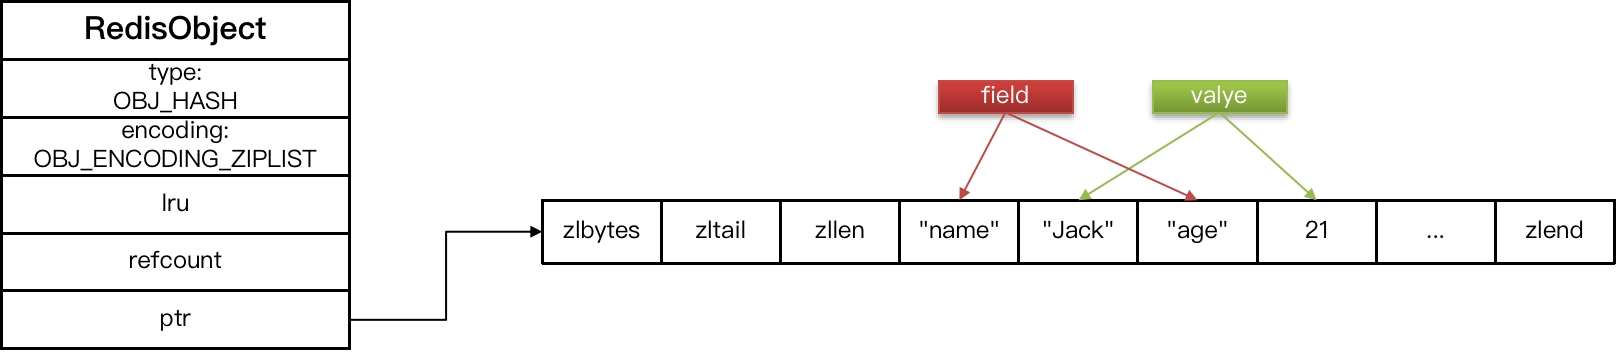 RedisObject
type:
OBJ_HASH
encoding:
OBJ_ENCODING_ZIPLIST
lru
refcount
ptr
field
valye
zlbytes
zltail
zllen
"name"
"Jack"
"age"
21
...
zlend